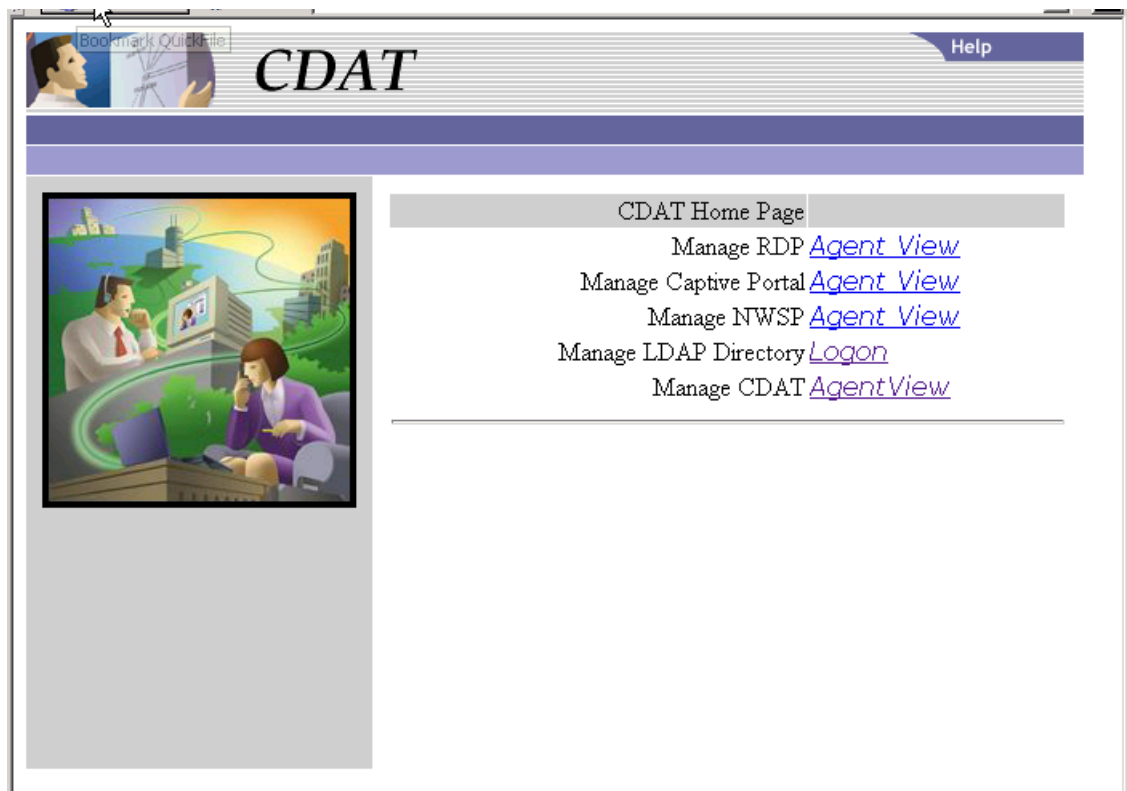 Bookmark QuickFile
CDAT
Help
CDAT Home Page
Manage RDP Agent View
Manage Captive Portal Agent View
Manage NWSP Agent View
Manage LDAP Directory Logon
Manage CDAT AgentView